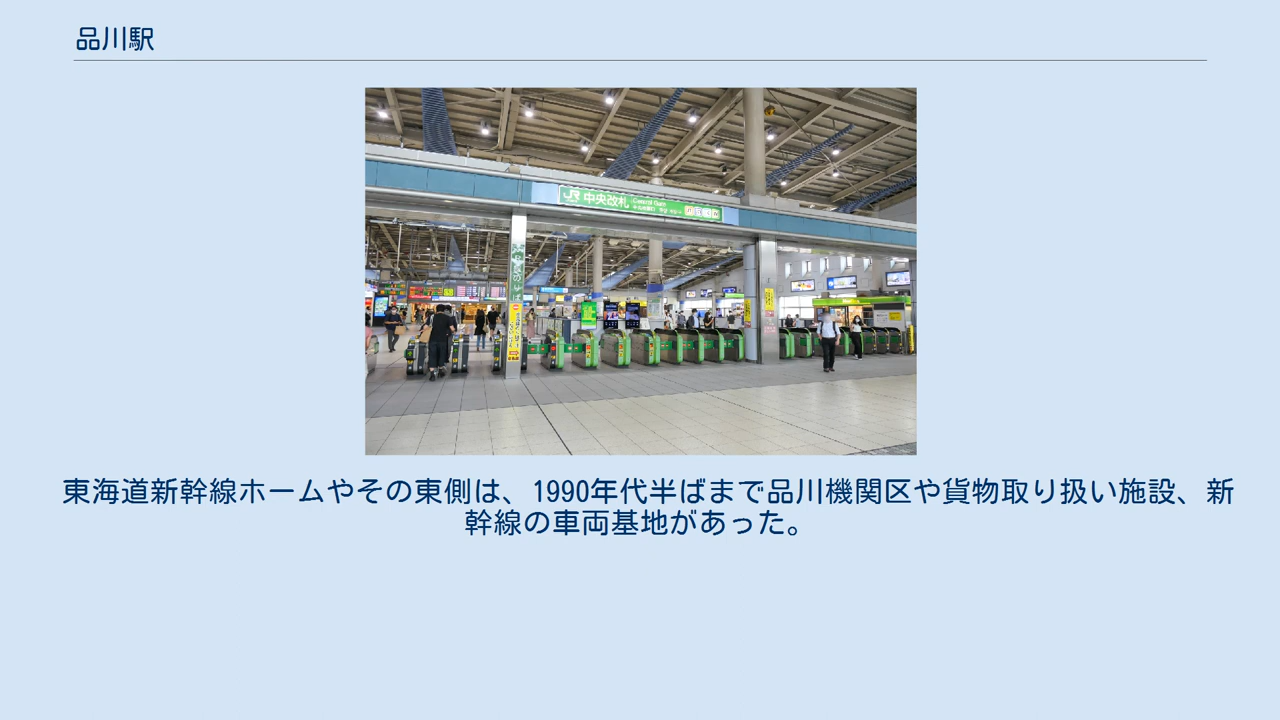 品川駅
JR 中央改札 Central Gate
東海道新幹線ホームやその東側は、1990年代半ばまで品川機関区や貨物取り扱い施設、新
幹線の車両基地があった。